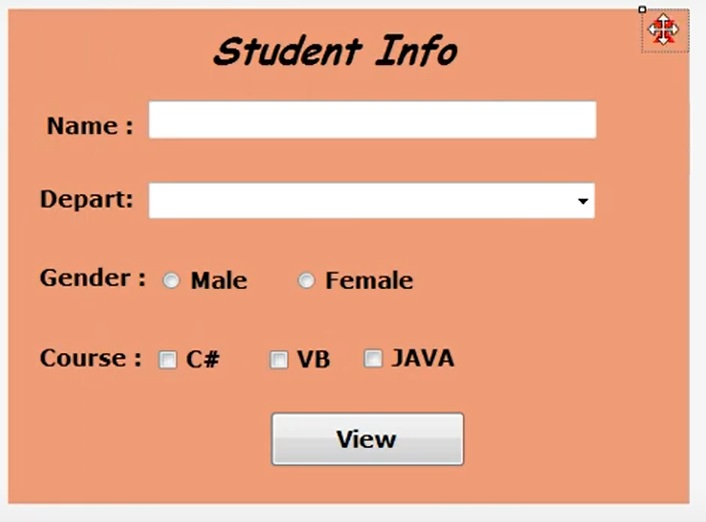 Student Info
Name :
Depart:
Gender : Male Female
Course : C# VB JAVA
View